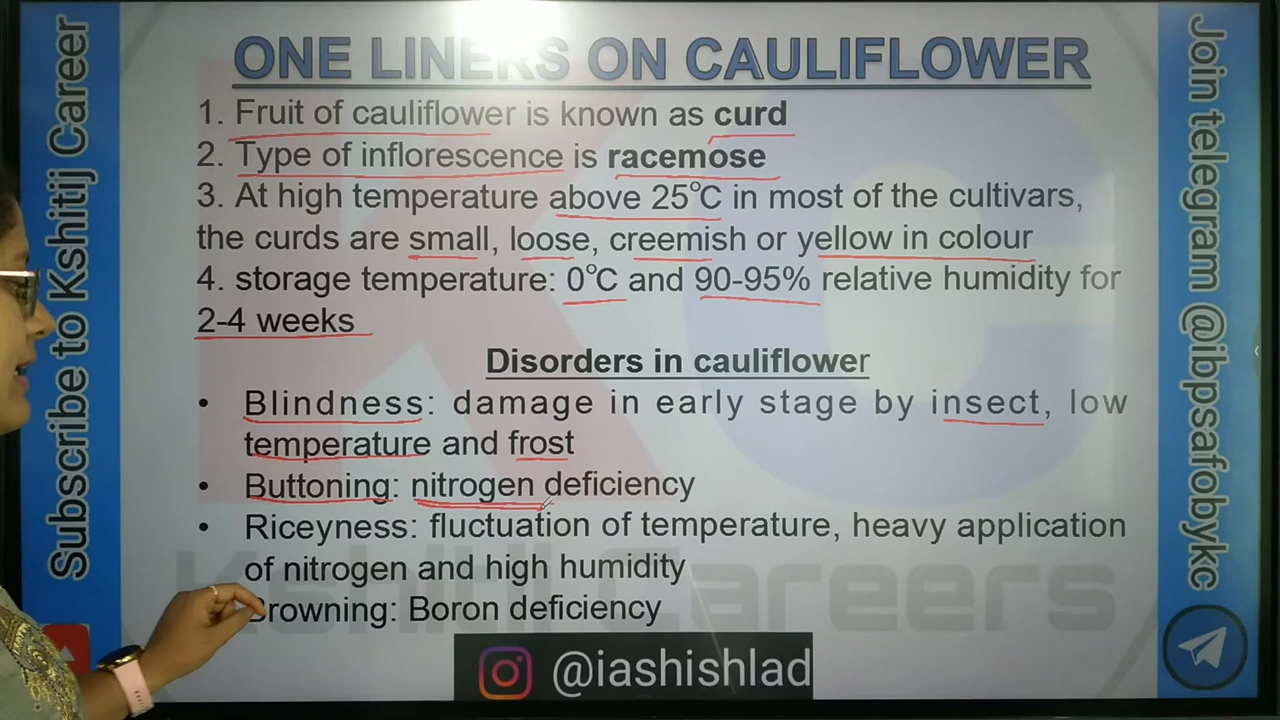 ONE LINERS ON CAULIFLOWER
1. Fruit of cauliflower is known as curd
2. Type of inflorescence is racemose
3. At high temperature above 25°C in most of the cultivars,
the curds are small, loose, creemish or yellow in colour
4. storage temperature: 0°C and 90-95% relative humidity for
2-4 weeks
Disorders in cauliflower
• Blindness: damage in early stage by insect, low
temperature and frost
• Buttoning: nitrogen deficiency
• Riceyness: fluctuation of temperature, heavy application
of nitrogen and high humidity
Browning: Boron deficiency
@iashishlad
Subscribe to Kshitij Career
Join telegram @ibpsafobykc
KC
Kshitij Careers